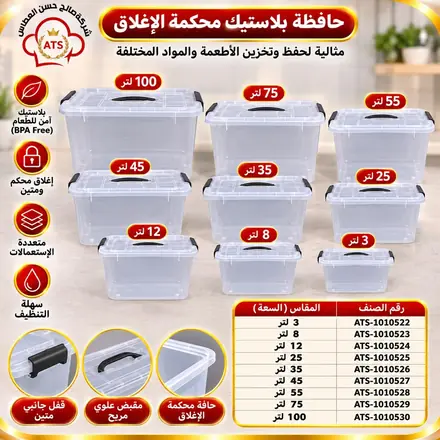 شركة صالح حسن العطاس
ATS
حافظة بلاستيك محكمة الإغلاق
مثالية لحفظ وتخزين الأطعمة والمواد المختلفة
100 لتر
75 لتر
55 لتر
بلاستيك
آمن للطعام
(BPA Free)
45 لتر
35 لتر
25 لتر
إغلاق محكم
ومتين
12 لتر
8 لتر
3 لتر
متعددة
الإستعمالات
سهلة
التنظيف
رقم الصنف المقاس (السعة)
ATS-1010522 3 لتر
ATS-1010523 8 لتر
ATS-1010524 12 لتر
ATS-1010525 25 لتر
ATS-1010526 35 لتر
ATS-1010527 45 لتر
ATS-1010528 55 لتر
ATS-1010529 75 لتر
ATS-1010530 100 لتر
حافة محكمة
الإغلاق
مقبض علوي
مريح
قفل جانبي
متين